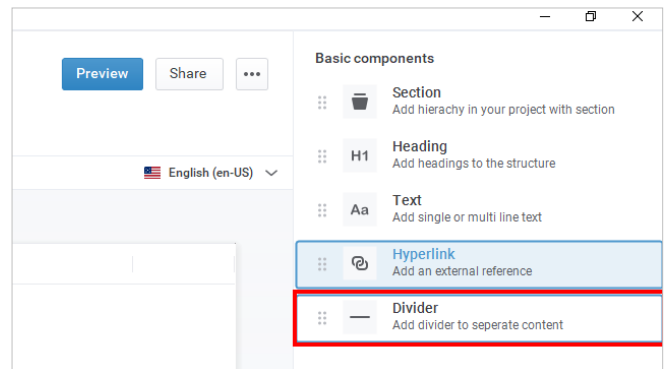 Preview
Share
English (en-US)
Basic components
Section
Add hierachy in your project with section
H1
Heading
Add headings to the structure
Aa
Text
Add single or multi line text
Hyperlink
Add an external reference
Divider
Add divider to seperate content